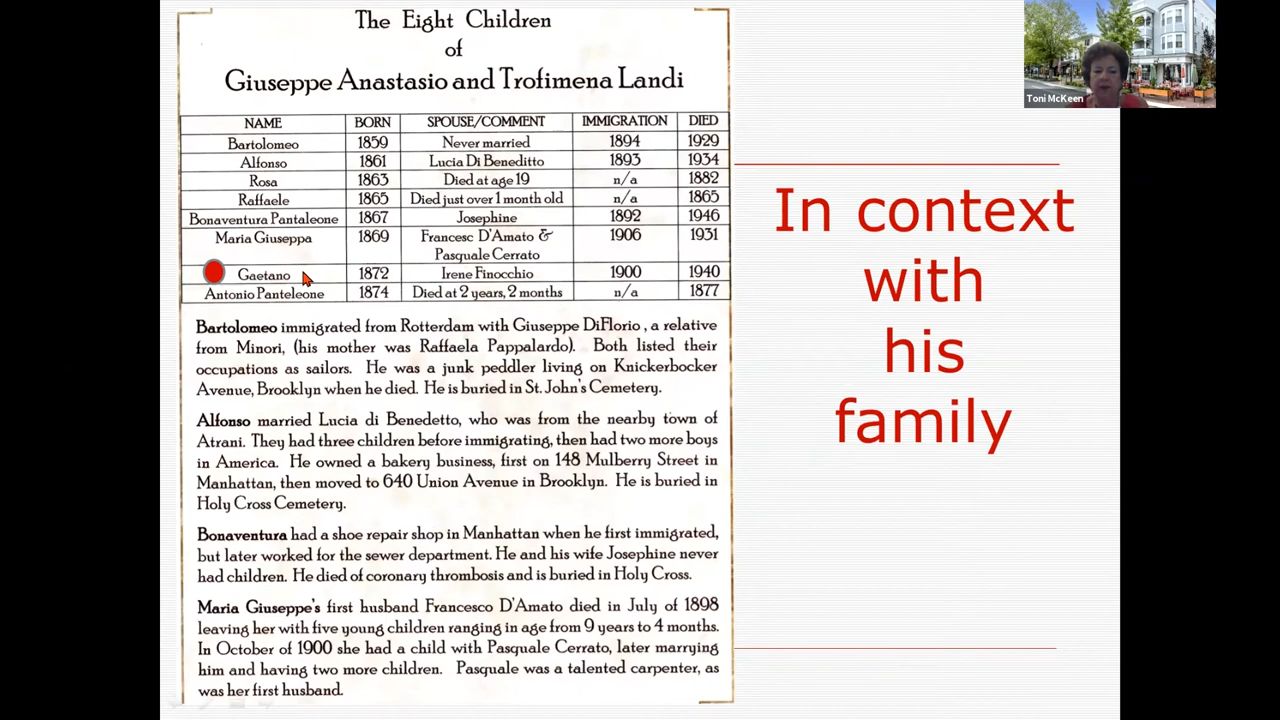 The Eight Children
of
Giuseppe Anastasio and Trofimena Landi
NAME BORN SPOUSE/COMMENT IMMIGRATION DIED
Bartolomeo 1859 Never married 1894 1929
Alfonso 1861 Lucia Di Beneditto 1893 1934
Rosa 1863 Died at age 19 n/a 1882
Raffaele 1865 Died just over 1 month old n/a 1865
Bonaventura Pantaleone 1867 Josephine 1892 1946
Maria Giuseppa 1869 Francesc D'Amato & 1906 1931
Pasquale Cerrato
Gaetano 1872 Irene Finocchio 1900 1940
Antonio Panteleone 1874 Died at 2 years, 2 months n/a 1877
Bartolomeo immigrated from Rotterdam with Giuseppe DiFlorio , a relative
from Minori, (his mother was Raffaela Pappalardo). Both listed their
occupations as sailors. He was a junk peddler living on Knickerbocker
Avenue, Brooklyn when he died. He is buried in St. John's Cemetery.
Alfonso married Lucia di Benedetto, who was from the nearby town of
Atrani. They had three children before immigrating, then had two more boys
in America. He owned a bakery business, first on 148 Mulberry Street in
Manhattan, then moved to 640 Union Avenue in Brooklyn. He is buried in
Holy Cross Cemetery.
Bonaventura had a shoe repair shop in Manhattan when he first immigrated,
but later worked for the sewer department. He and his wife Josephine never
had children. He died of coronary thrombosis and is buried in Holy Cross.
Maria Giuseppe's first husband Francesco D'Amato died in July of 1898
leaving her with five young children ranging in age from 9 years to 4 months.
In October of 1900 she had a child with Pasquale Cerrato, later marrying
him and having two more children. Pasquale was a talented carpenter, as
was her first husband.
In context
with
his
family
Toni McKeen